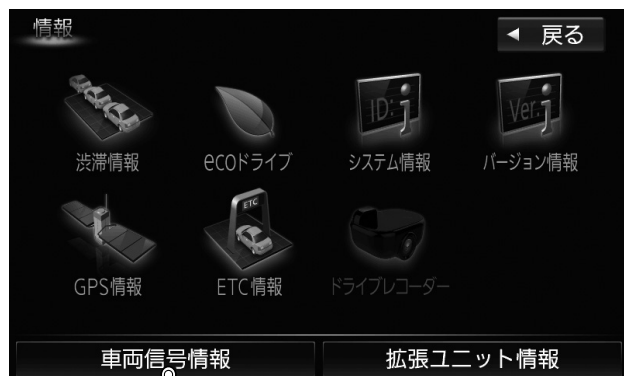 情報
戻る
ETC
ID:i
Ver.i
渋滞情報
ecoドライブ
システム情報
バージョン情報
GPS情報
ETC情報
ドライブレコーダー
車両信号情報
拡張ユニット情報